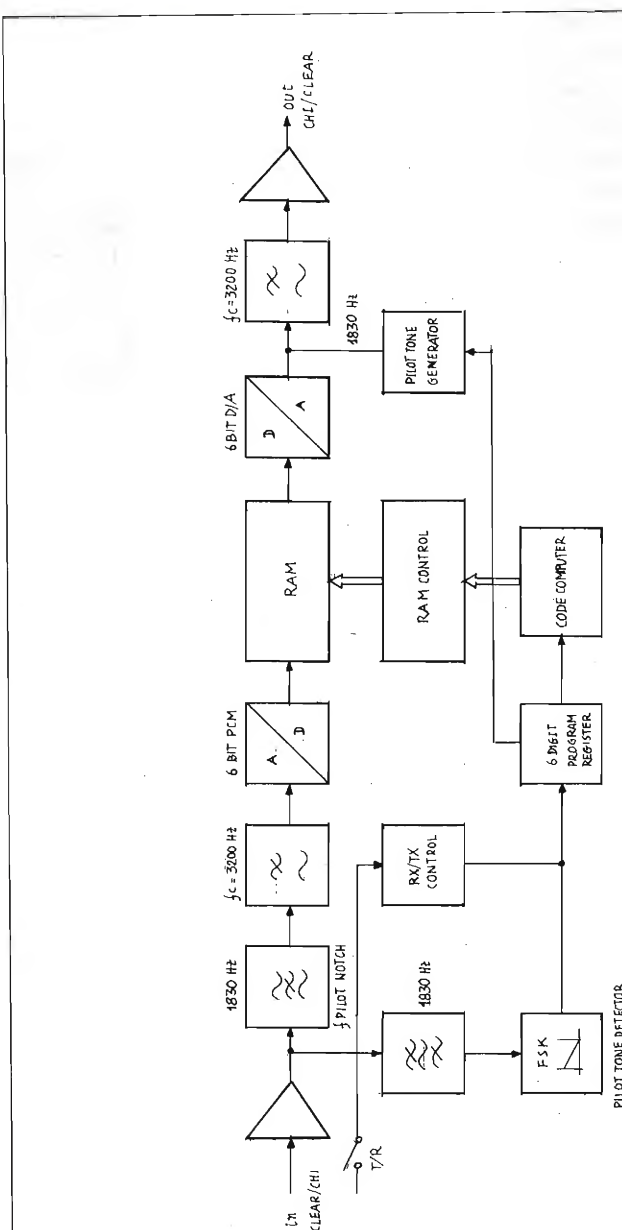 in
CLEAR/CHI
T/R
1830 Hz
ƒ PILOT NOTCH
ƒc = 3200 Hz
6 BIT PCM
A
D
RAM
6 BIT D/A
D
A
ƒc = 3200 Hz
OUT
CHI/CLEAR
1830 Hz
RX/TX
CONTROL
RAM CONTROL
PILOT TONE
GENERATOR
1830 Hz
FSK
PILOT TONE DETECTOR
6 DIGIT
PROGRAM
REGISTER
CODE COMPUTER